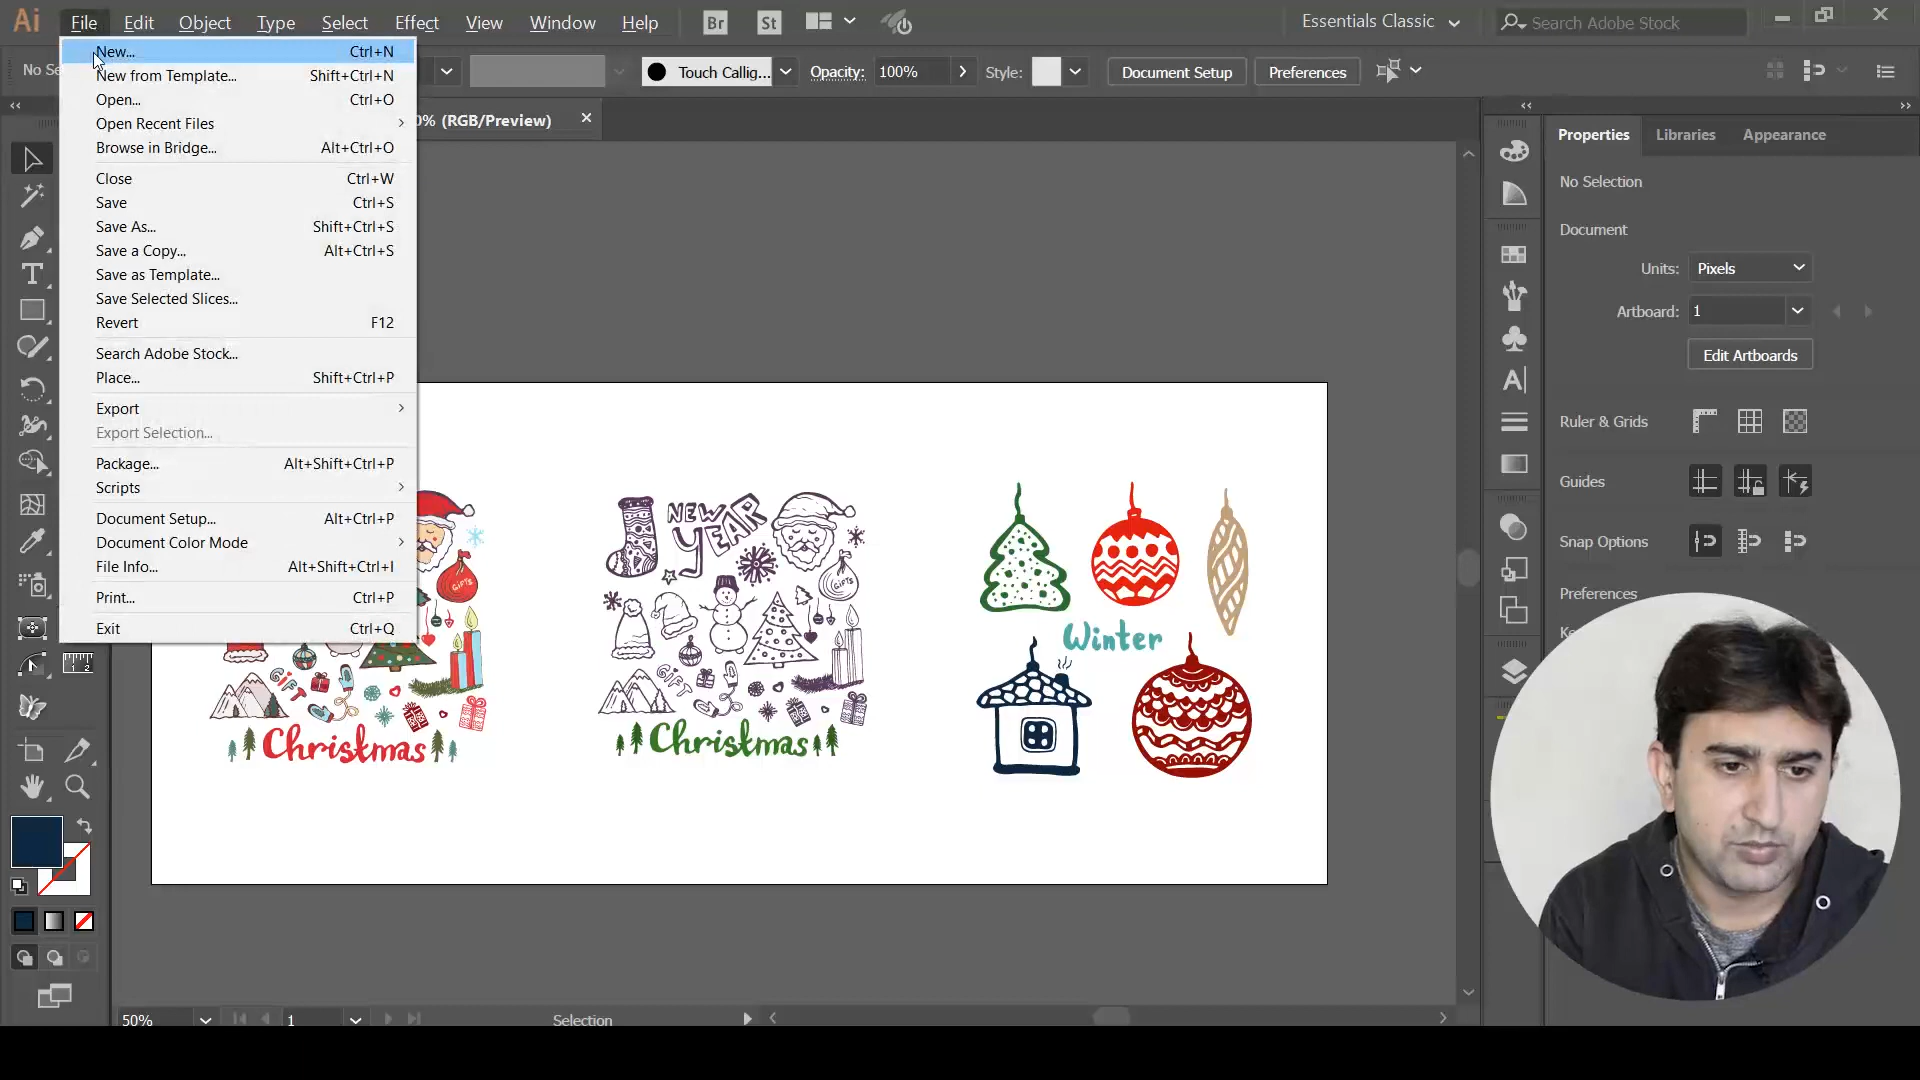 Ai File Edit Object Type Select Effect View Window Help Br St Essentials Classic Search Adobe Stock
No Touch Callig... Opacity: 100% Style: Document Setup Preferences
% (RGB/Preview)
New... Ctrl+N
New from Template... Shift+Ctrl+N
Open... Ctrl+O
Open Recent Files
Browse in Bridge... Alt+Ctrl+O
Close Ctrl+W
Save Ctrl+S
Save As... Shift+Ctrl+S
Save a Copy... Alt+Ctrl+S
Save as Template...
Save Selected Slices...
Revert F12
Search Adobe Stock...
Place... Shift+Ctrl+P
Export
Export Selection...
Package... Alt+Shift+Ctrl+P
Scripts
Document Setup... Alt+Ctrl+P
Document Color Mode
File Info... Alt+Shift+Ctrl+I
Print... Ctrl+P
Exit Ctrl+Q
GIFTS
GIFT
Christmas
NEW
YEAR
GIFTS
GIFT
Christmas
Winter
Properties Libraries Appearance
No Selection
Document
Units: Pixels
Artboard: 1
Edit Artboards
Ruler & Grids
Guides
Snap Options
Preferences
50% 1 Selection